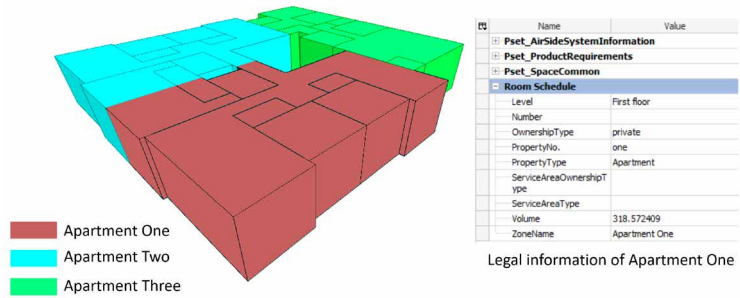 Name Value
Pset_AirSideSystemInformation
Pset_ProductRequirements
Pset_SpaceCommon
Room Schedule
Level First floor
Number
OwnershipType private
PropertyNo. one
PropertyType Apartment
ServiceAreaOwnershipT
ype
ServiceAreaType
Volume 318.572409
ZoneName Apartment One
Legal information of Apartment One
Apartment One
Apartment Two
Apartment Three